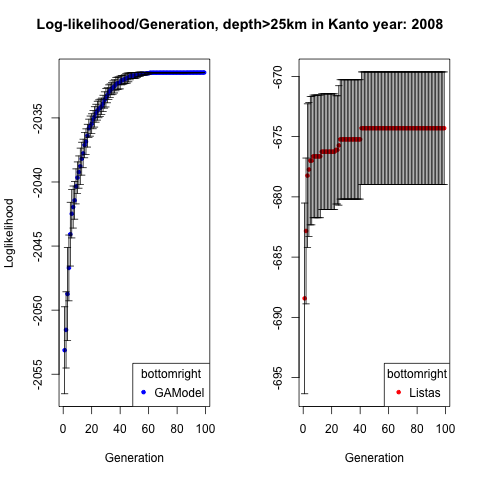 Log-likelihood/Generation, depth>25km in Kanto year: 2008
Loglikelihood
-2035
-2040
-2045
-2050
-2055
0 20 40 60 80 100
Generation
bottomright
GAModel
-670
-675
-680
-685
-690
-695
0 20 40 60 80 100
Generation
bottomright
Listas